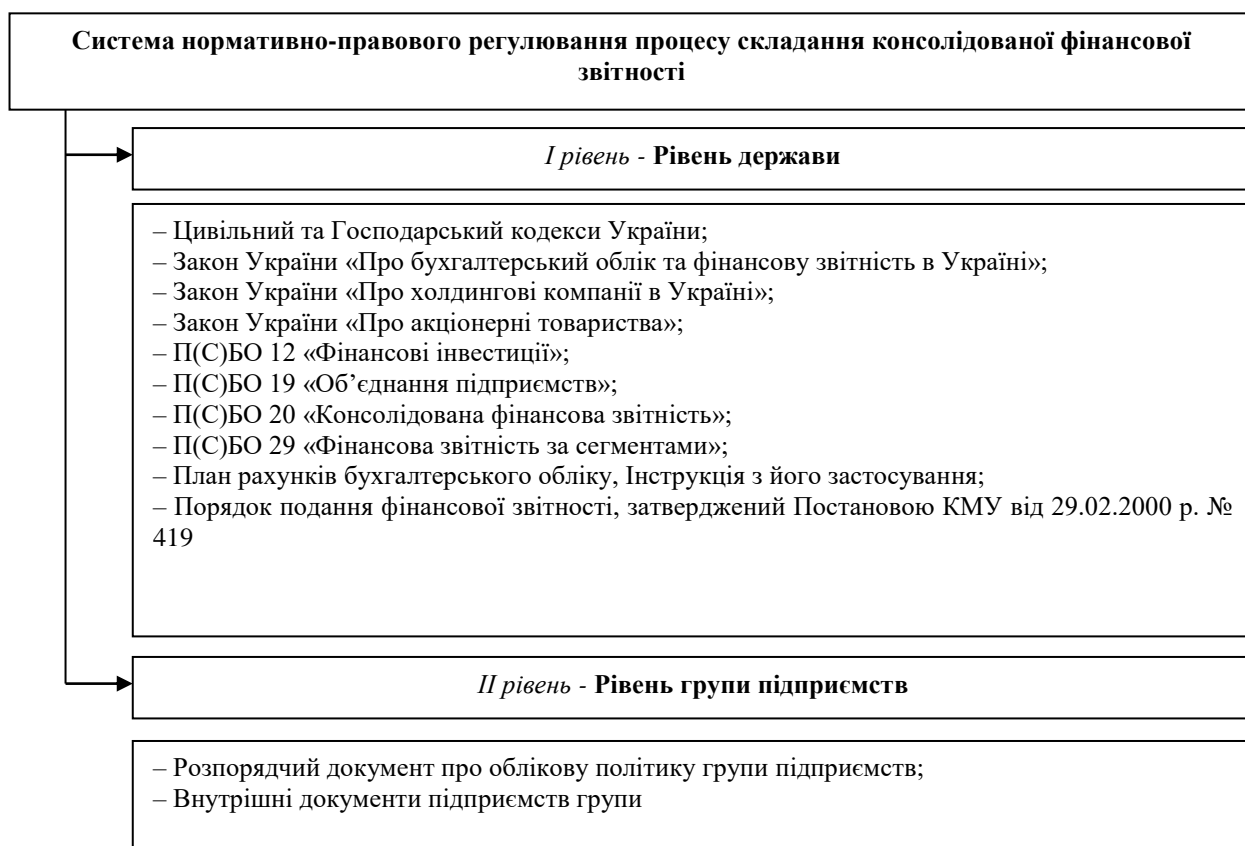 Система нормативно-правового регулювання процесу складання консолідованої фінансової
звітності
І рівень - Рівень держави
– Цивільний та Господарський кодекси України;
– Закон України «Про бухгалтерський облік та фінансову звітність в Україні»;
– Закон України «Про холдингові компанії в Україні»;
– Закон України «Про акціонерні товариства»;
– П(С)БО 12 «Фінансові інвестиції»;
– П(С)БО 19 «Об’єднання підприємств»;
– П(С)БО 20 «Консолідована фінансова звітність»;
– П(С)БО 29 «Фінансова звітність за сегментами»;
– План рахунків бухгалтерського обліку, Інструкція з його застосування;
– Порядок подання фінансової звітності, затверджений Постановою КМУ від 29.02.2000 р. №
419
ІІ рівень - Рівень групи підприємств
– Розпорядчий документ про облікову політику групи підприємств;
– Внутрішні документи підприємств групи